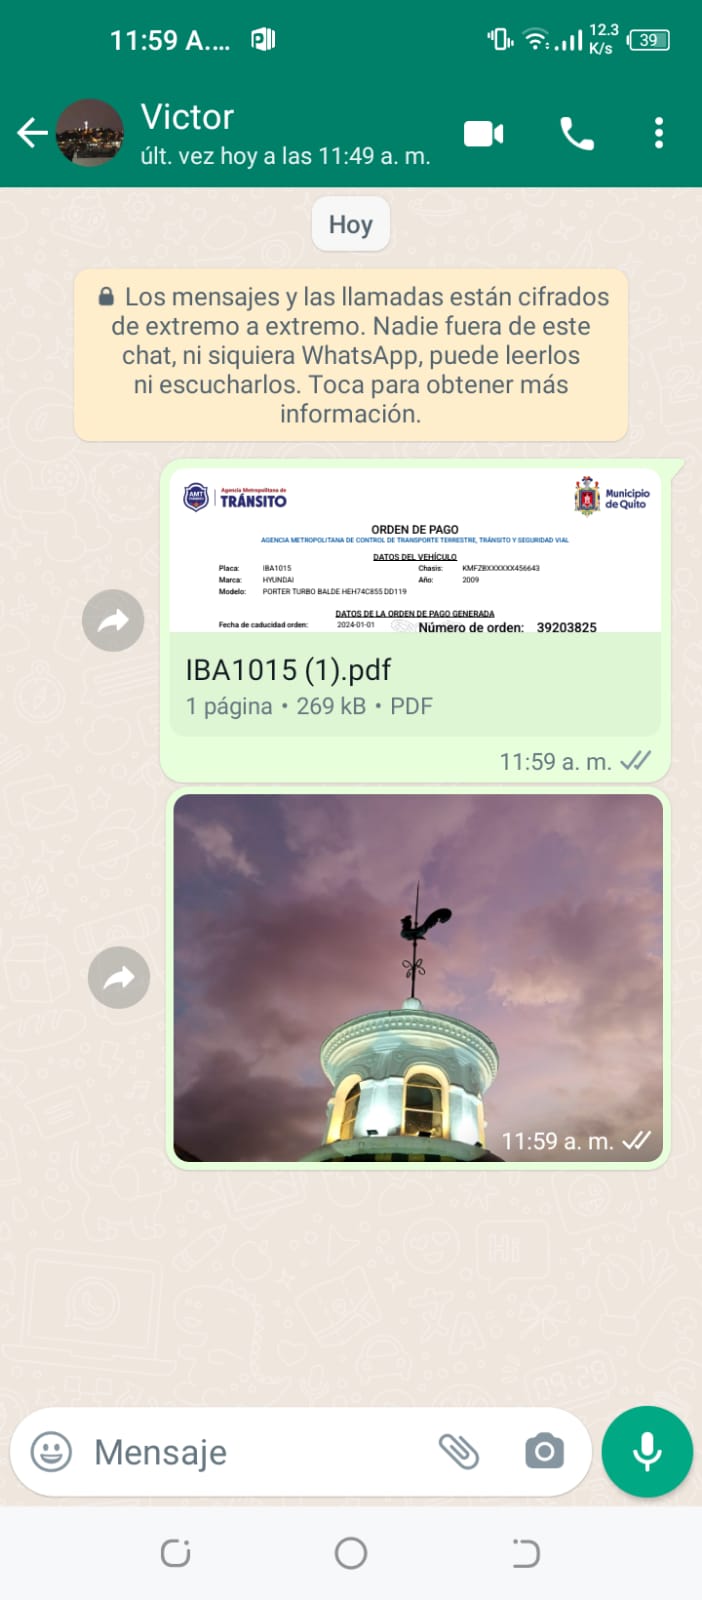 11:59 A....
12.3
K/s
39
Victor
últ. vez hoy a las 11:49 a. m.
Hoy
Los mensajes y las llamadas están cifrados
de extremo a extremo. Nadie fuera de este
chat, ni siquiera WhatsApp, puede leerlos
ni escucharlos. Toca para obtener más
información.
AMT
Agencia Metropolitana de
TRÁNSITO
Municipio
de Quito
ORDEN DE PAGO
AGENCIA METROPOLITANA DE CONTROL DE TRANSPORTE TERRESTRE, TRÁNSITO Y SEGURIDAD VIAL
DATOS DEL VEHÍCULO
Placa: IBA1015 Chasis: KMFZBXXXXXX456643
Marca: HYUNDAI Año: 2009
Modelo: PORTER TURBO BALDE HEH74C855 DD119
DATOS DE LA ORDEN DE PAGO GENERADA
Fecha de caducidad orden: 2024-01-01 Número de orden: 39203825
IBA1015 (1).pdf
1 página • 269 kB • PDF
11:59 a. m.
11:59 a. m.
Mensaje